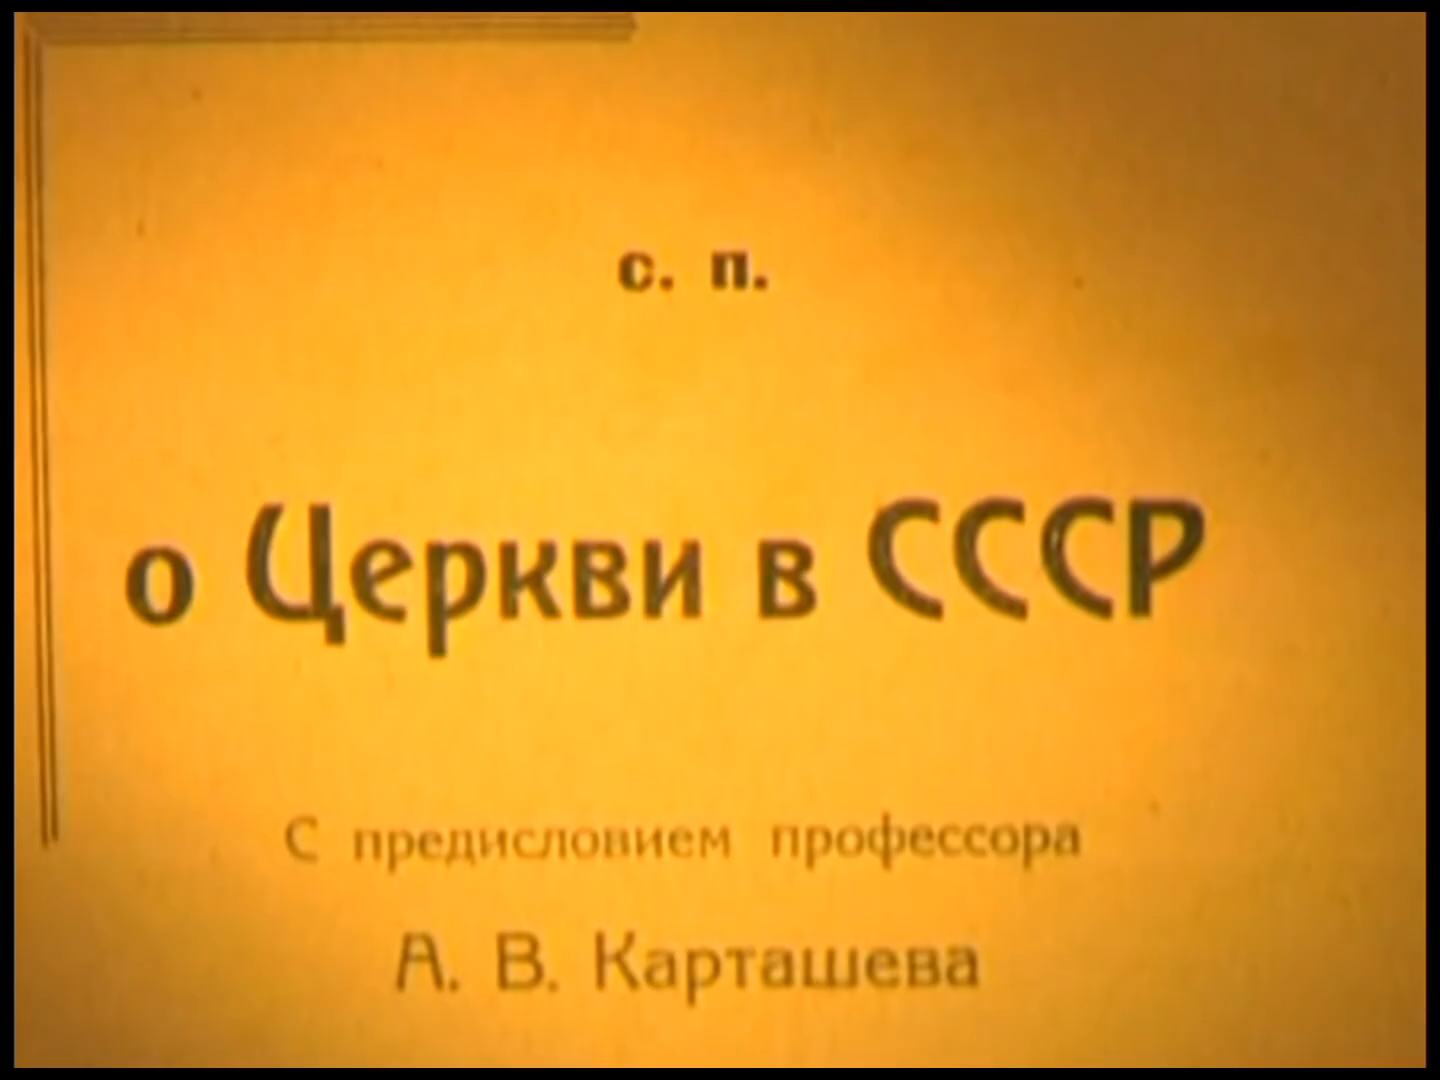 с. п.
о Церкви в СССР
С предисловием профессора
А. В. Карташева